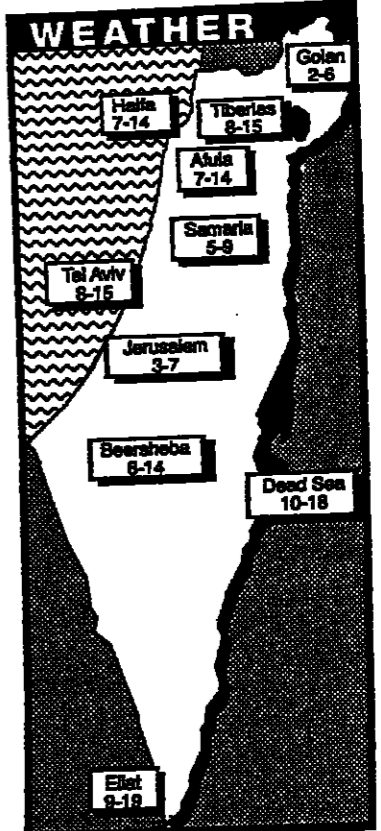 WEATHER
Golan
2-6
Haifa
7-14
Tiberias
8-15
Afula
7-14
Samaria
5-9
Tel Aviv
8-15
Jerusalem
3-7
Beersheba
6-14
Dead Sea
10-18
Eilat
9-19